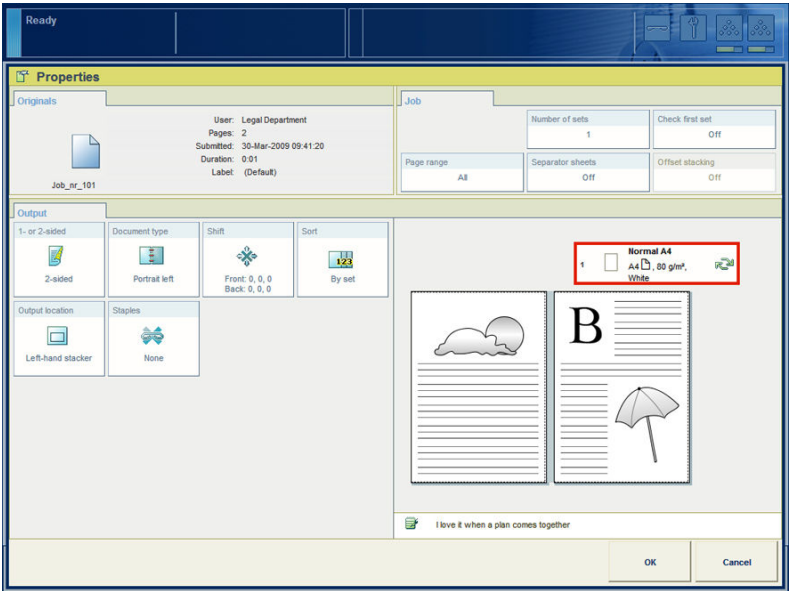 Ready
Properties
Originals
User: Legal Department
Pages: 2
Submitted: 30-Mar-2009 09:41:20
Duration: 0:01
Label: (Default)
Job_nr_101
Job
Number of sets
1
Check first set
Off
Page range
All
Separator sheets
Off
Offset stacking
Off
Output
1- or 2-sided
2-sided
Document type
Portrait left
Shift
Front: 0, 0, 0
Back: 0, 0, 0
Sort
123
By set
Output location
Left-hand stacker
Staples
None
1
Normal A4
A4 , 80 g/m²,
White
B
I love it when a plan comes together
OK
Cancel